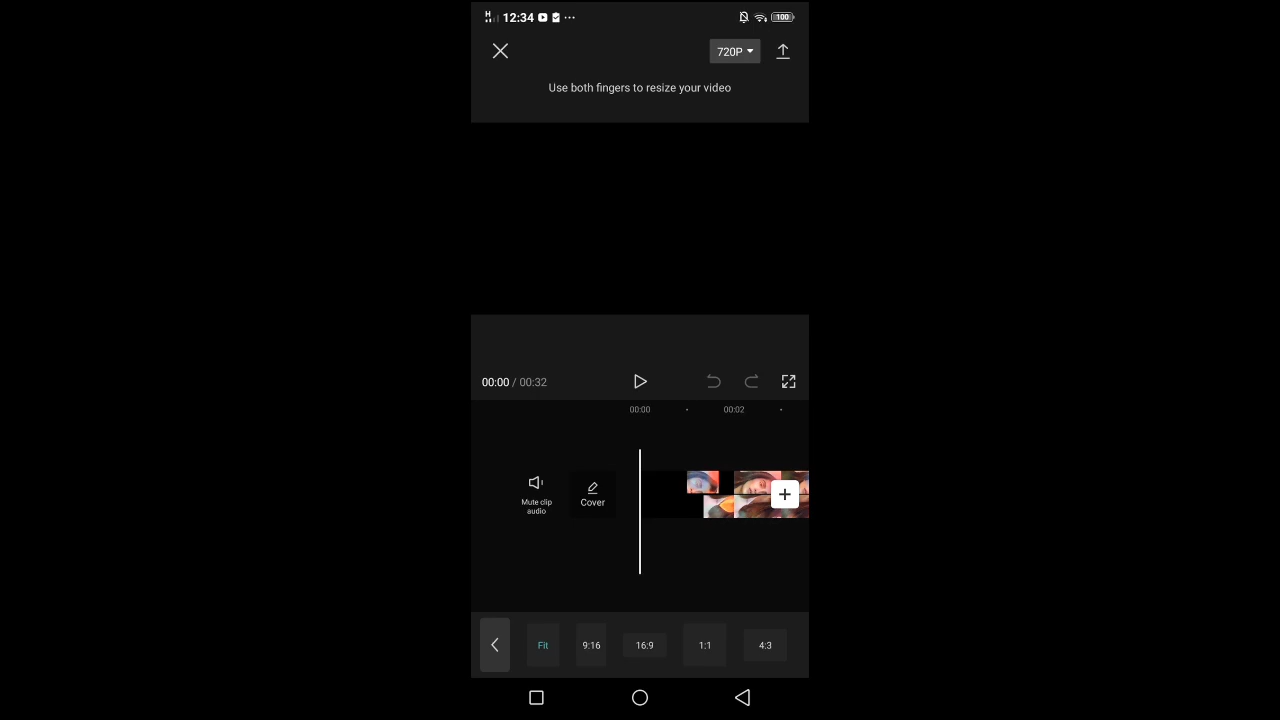 H 12:34 100
720P
Use both fingers to resize your video
00:00 / 00:32
00:00 00:02
Mute clip
audio
Cover
Fit 9:16 16:9 1:1 4:3